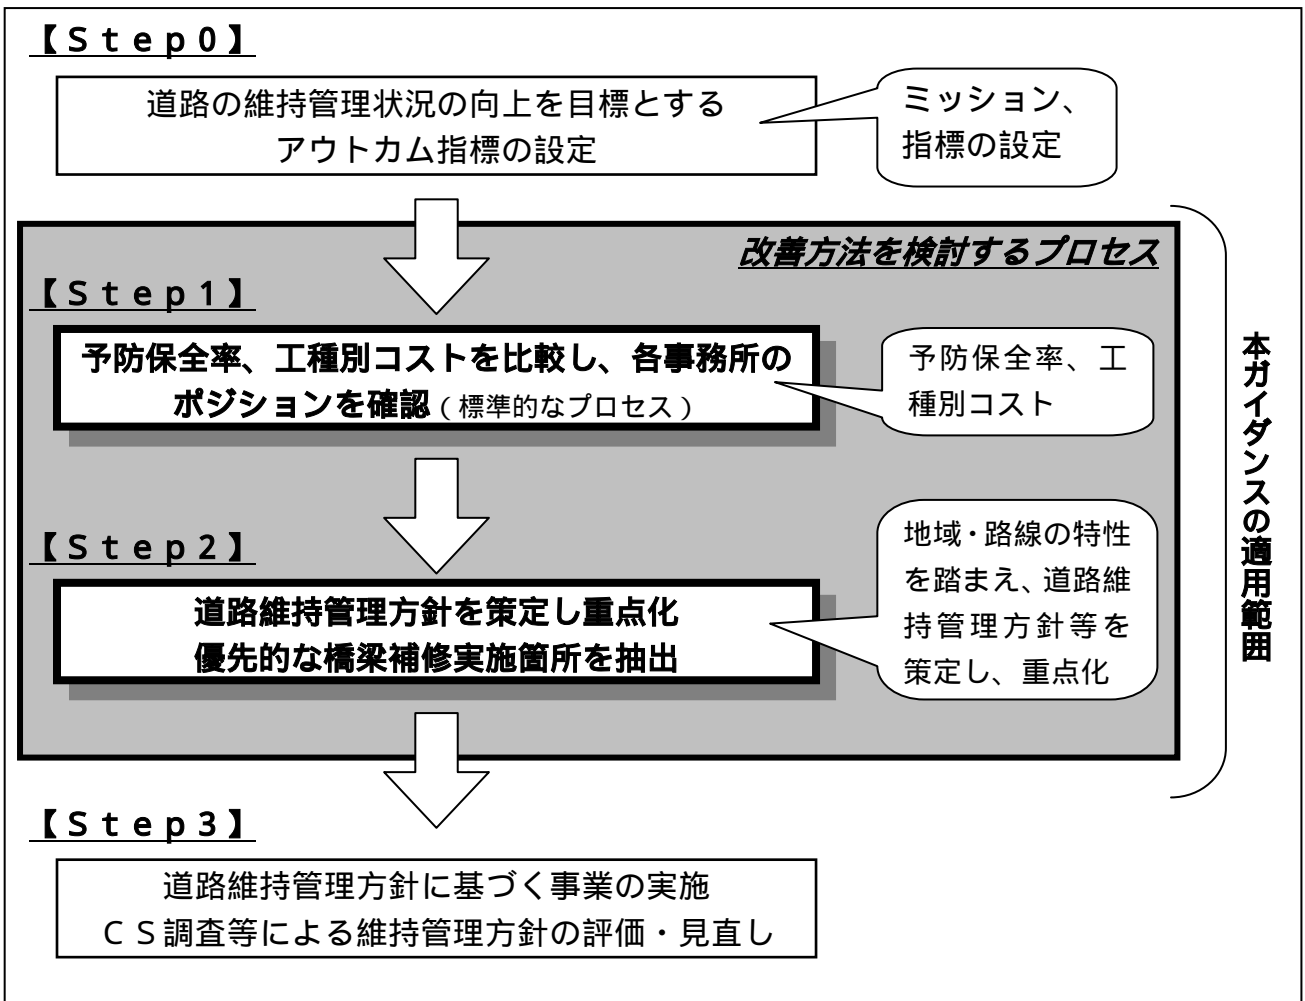 【Ｓｔｅｐ０】
道路の維持管理状況の向上を目標とする
アウトカム指標の設定
ミッション、
指標の設定
改善方法を検討するプロセス
【Ｓｔｅｐ１】
予防保全率、工種別コストを比較し、各事務所の
ポジションを確認（標準的なプロセス）
予防保全率、工
種別コスト
【Ｓｔｅｐ２】
道路維持管理方針を策定し重点化
優先的な橋梁補修実施箇所を抽出
地域・路線の特性
を踏まえ、道路維
持管理方針等を
策定し、重点化
本ガイダンスの適用範囲
【Ｓｔｅｐ３】
道路維持管理方針に基づく事業の実施
ＣＳ調査等による維持管理方針の評価・見直し